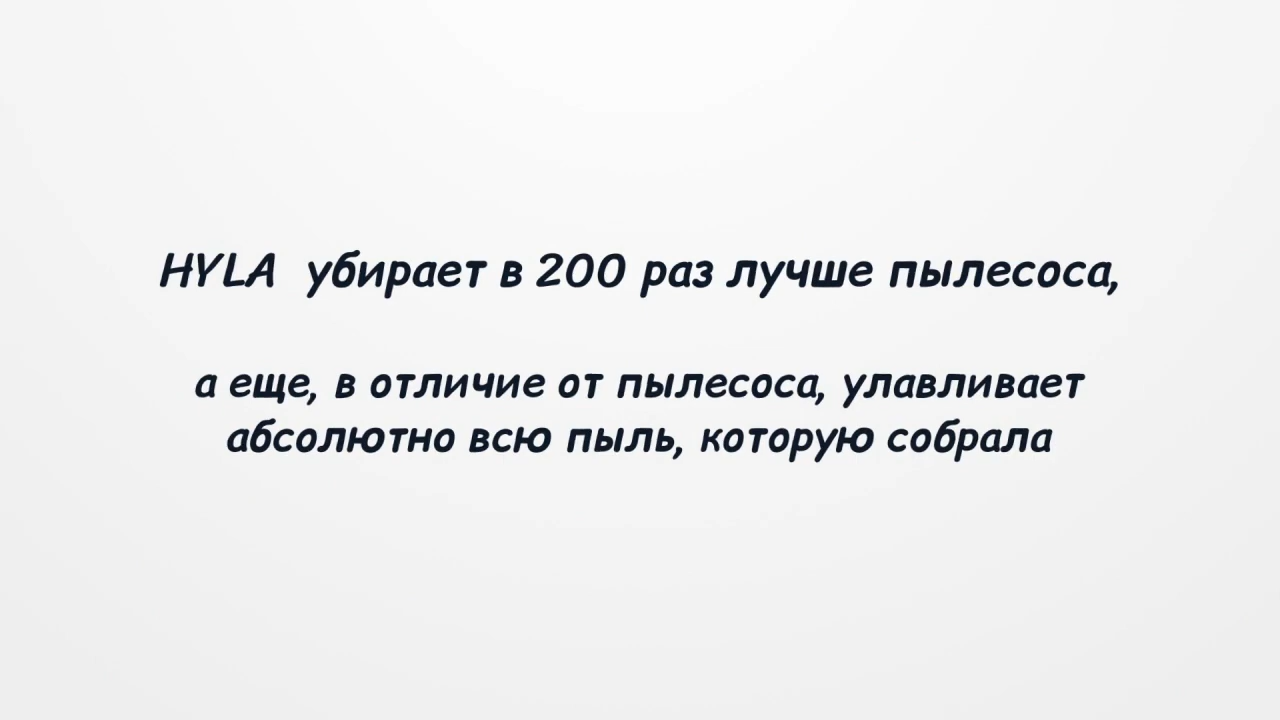 HYLA убирает в 200 раз лучше пылесоса,
а еще, в отличие от пылесоса, улавливает
абсолютно всю пыль, которую собрала